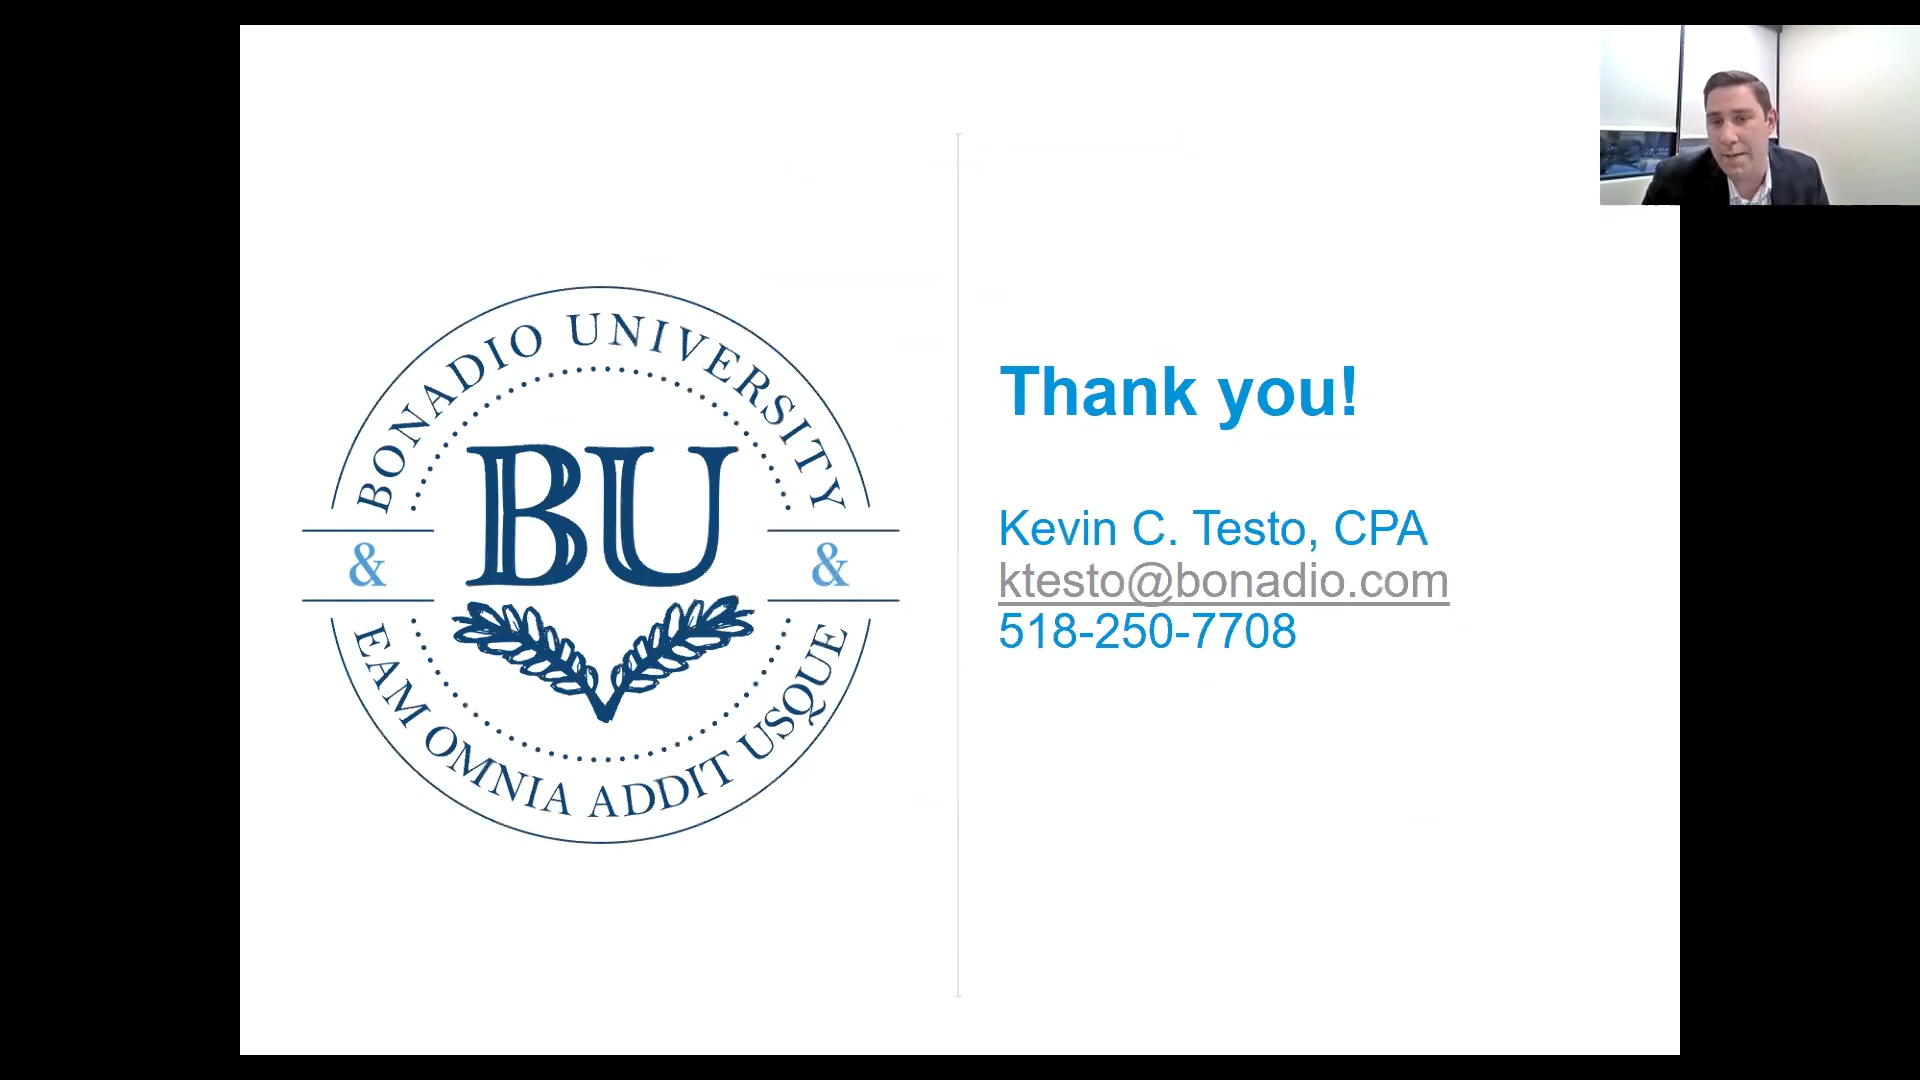 BONADIO UNIVERSITY
BU
& &
EAM OMNIA ADDIT USQUE
Thank you!
Kevin C. Testo, CPA
ktesto@bonadio.com
518-250-7708